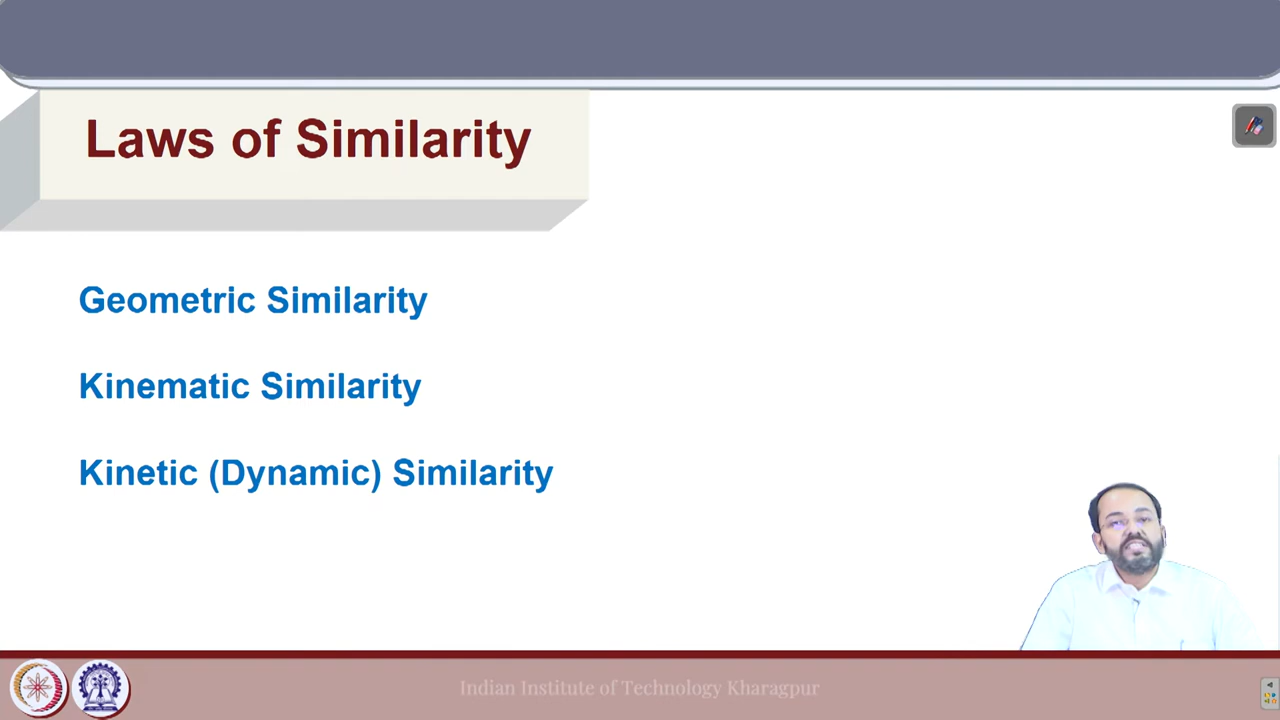 Laws of Similarity
Geometric Similarity
Kinematic Similarity
Kinetic (Dynamic) Similarity
Indian Institute of Technology Kharagpur